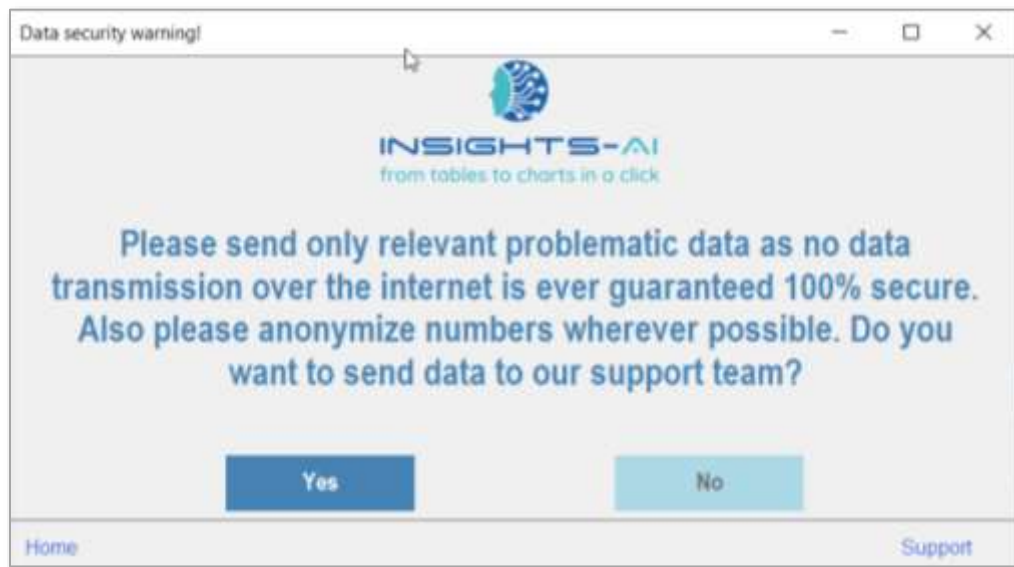 Data security warning!
INSIGHTS-AI
from tables to charts in a click
Please send only relevant problematic data as no data
transmission over the internet is ever guaranteed 100% secure.
Also please anonymize numbers wherever possible. Do you
want to send data to our support team?
Yes No
Home Support